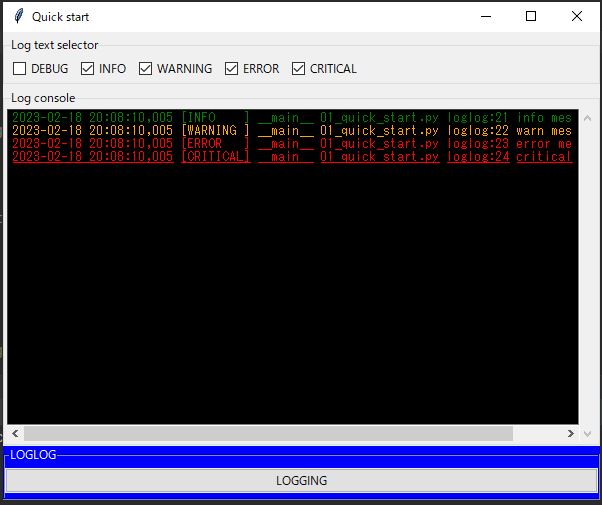 Quick start
Log text selector
DEBUG INFO WARNING ERROR CRITICAL
Log console
2023-02-18 20:08:10,005 [INFO    ] __main__ 01_quick_start.py loglog:21 info mes
2023-02-18 20:08:10,005 [WARNING ] __main__ 01_quick_start.py loglog:22 warn mes
2023-02-18 20:08:10,005 [ERROR   ] __main__ 01_quick_start.py loglog:23 error me
2023-02-18 20:08:10,005 [CRITICAL] __main__ 01_quick_start.py loglog:24 critical
LOGLOG
LOGGING